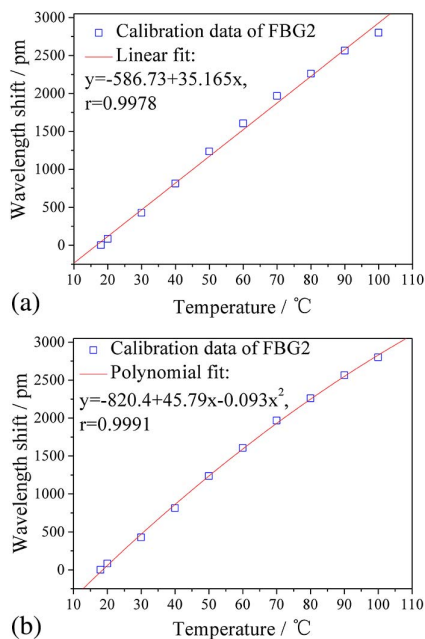 3000
2500
2000
1500
1000
500
0
Wavelength shift / pm
Calibration data of FBG2
Linear fit:
y=-586.73+35.165x,
r=0.9978
10 20 30 40 50 60 70 80 90 100 110
(a)
Temperature / ℃
3000
2500
2000
1500
1000
500
0
Wavelength shift / pm
Calibration data of FBG2
Polynomial fit:
y=-820.4+45.79x-0.093x²,
r=0.9991
10 20 30 40 50 60 70 80 90 100 110
(b)
Temperature / ℃